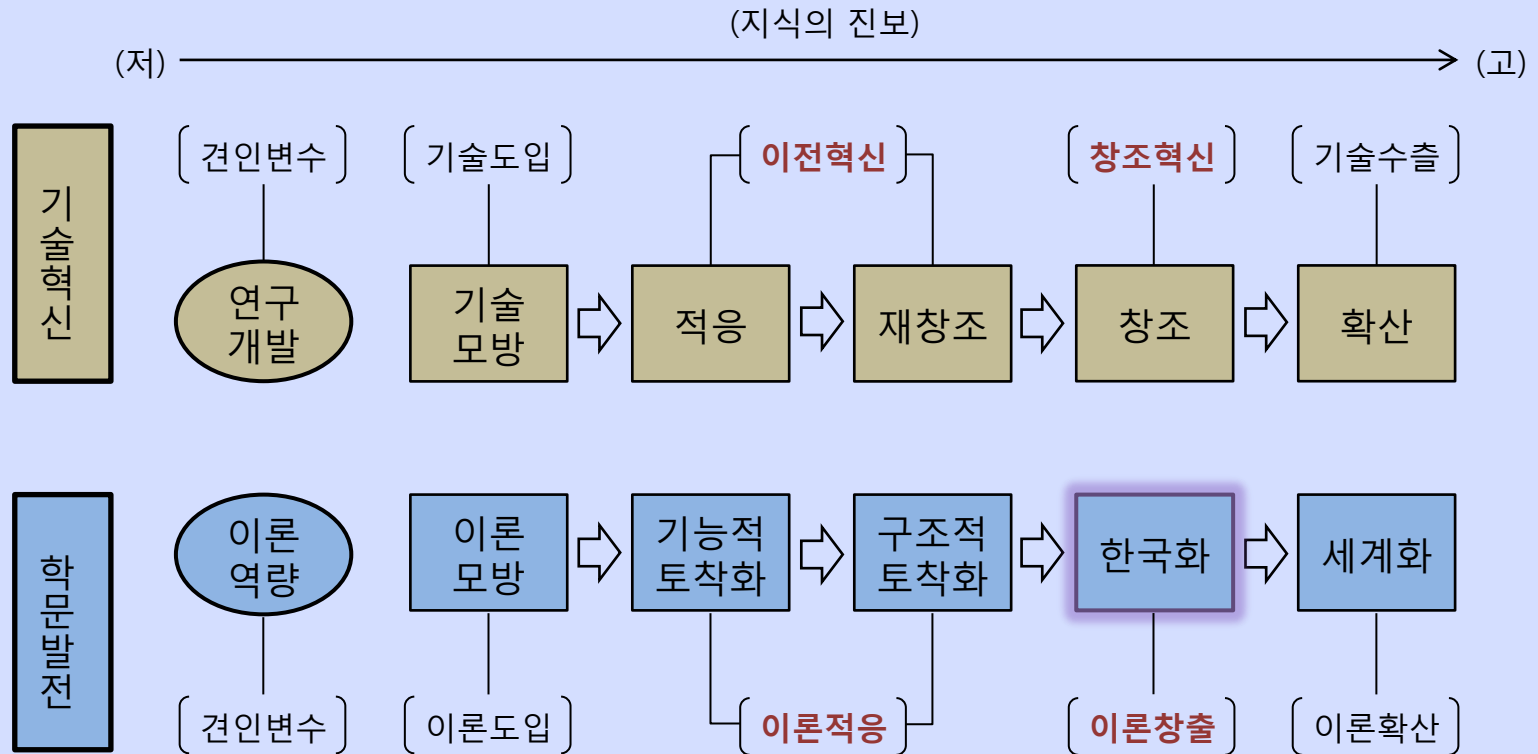 (지식의 진보)
(저)
(고)
기술혁신
견인변수
기술도입
이전혁신
창조혁신
기술수출
연구
개발
기술
모방
적응
재창조
창조
확산
학문발전
이론
역량
이론
모방
기능적
토착화
구조적
토착화
한국화
세계화
견인변수
이론도입
이론적응
이론창출
이론확산